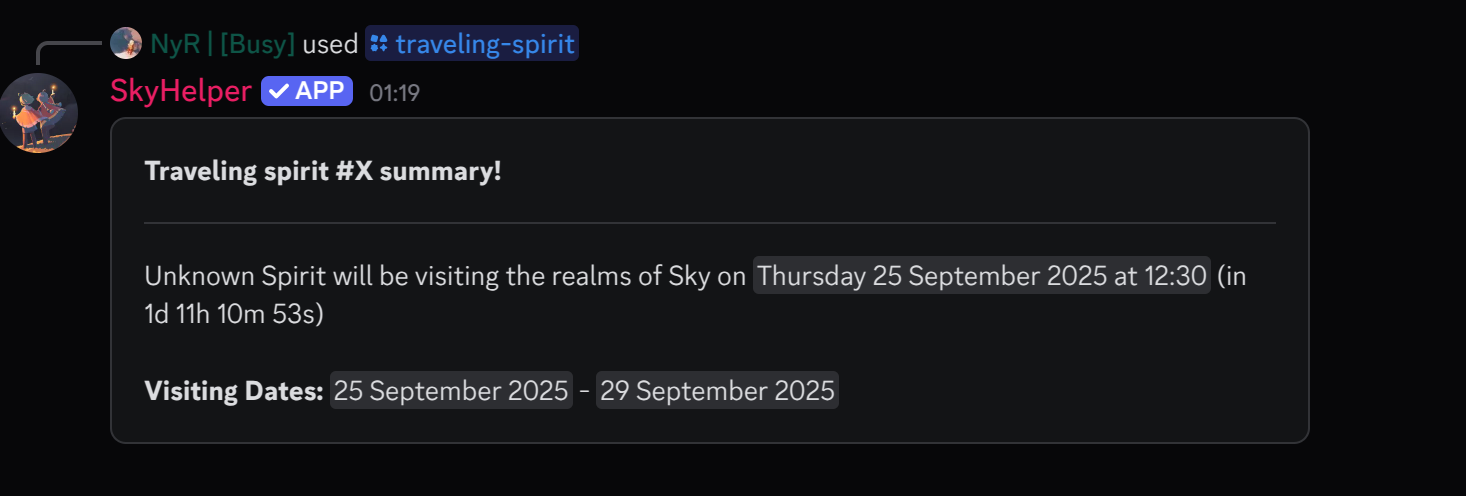 NyR | [Busy] used traveling-spirit
SkyHelper APP 01:19
Traveling spirit #X summary!
Unknown Spirit will be visiting the realms of Sky on Thursday 25 September 2025 at 12:30 (in
1d 11h 10m 53s)
Visiting Dates: 25 September 2025 - 29 September 2025